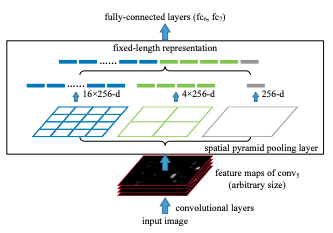 fully-connected layers (fc₆, fc₇)
fixed-length representation
......
......
16×256-d
4×256-d
256-d
spatial pyramid pooling layer
feature maps of conv₅
(arbitrary size)
convolutional layers
input image